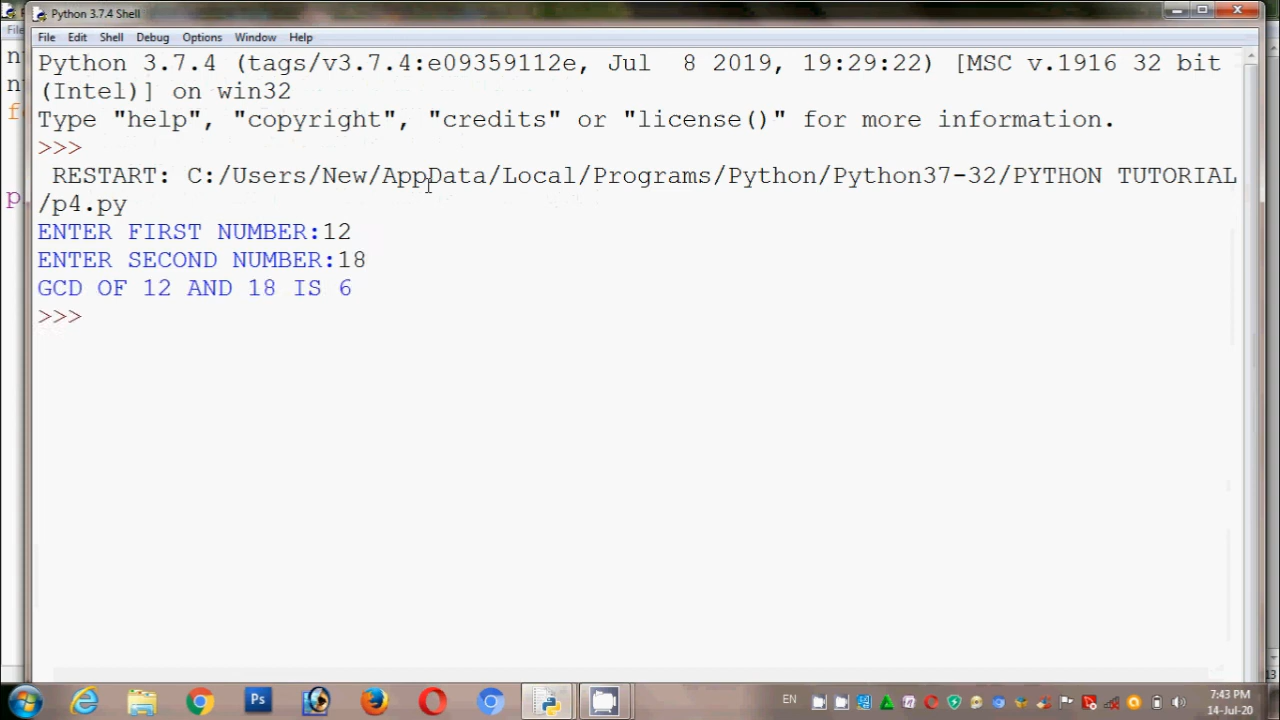 Python 3.7.4 Shell
File Edit Shell Debug Options Window Help
Python 3.7.4 (tags/v3.7.4:e09359112e, Jul  8 2019, 19:29:22) [MSC v.1916 32 bit
(Intel)] on win32
Type "help", "copyright", "credits" or "license()" for more information.
>>>
RESTART: C:/Users/New/AppData/Local/Programs/Python/Python37-32/PYTHON TUTORIAL
/p4.py
ENTER FIRST NUMBER:12
ENTER SECOND NUMBER:18
GCD OF 12 AND 18 IS 6
>>>
Ps
EN
7:43 PM
14-Jul-20